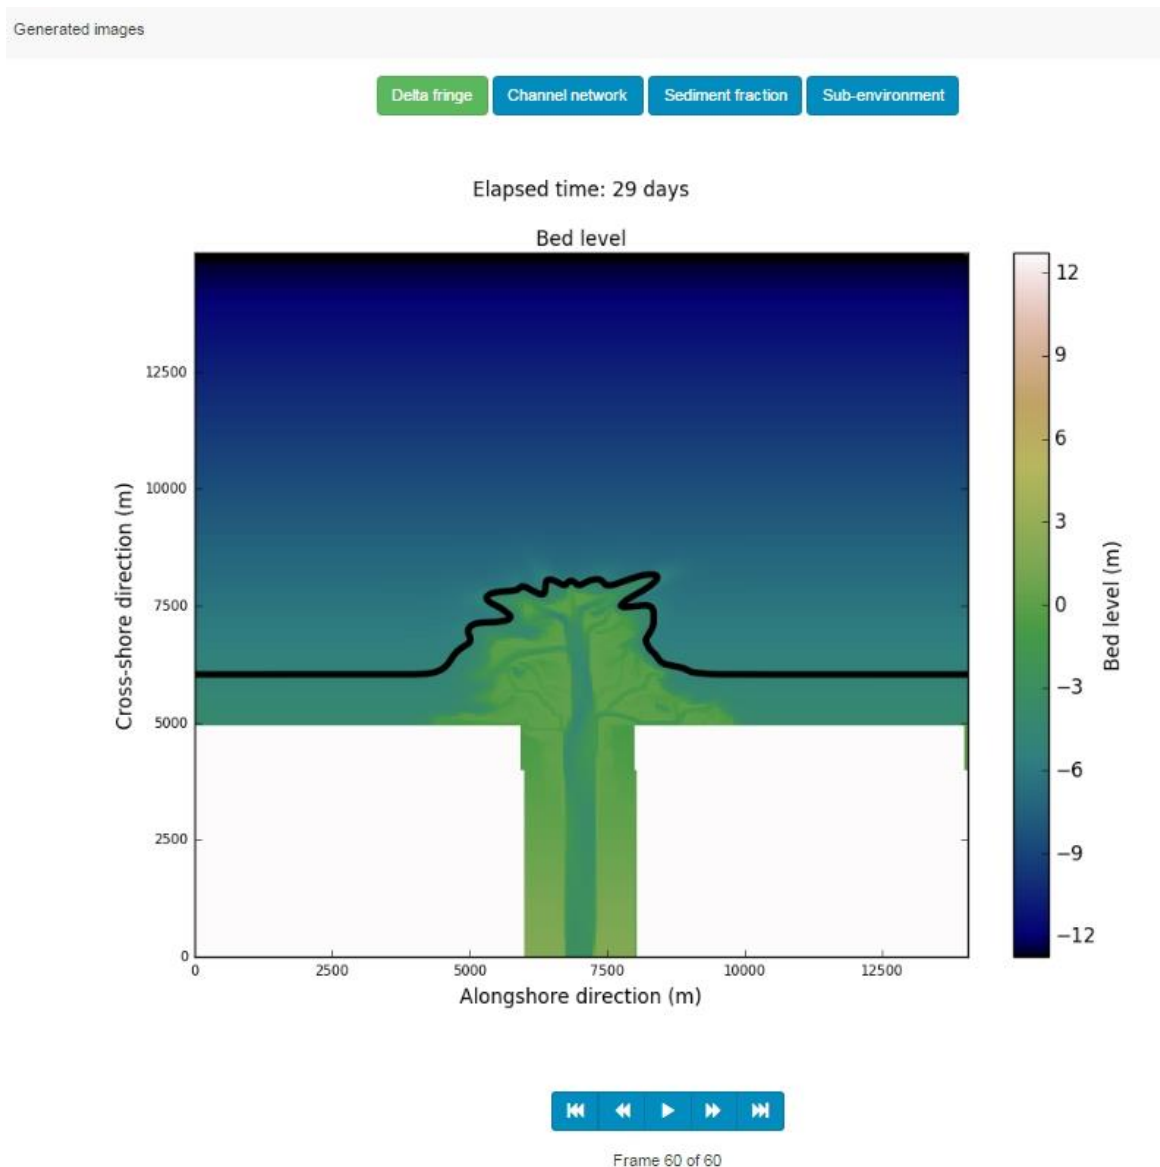 Generated images
Delta fringe Channel network Sediment fraction Sub-environment
Elapsed time: 29 days
Bed level
12
9
6
3
0
−3
−6
−9
−12
Bed level (m)
12500
10000
7500
5000
2500
0
Cross-shore direction (m)
0 2500 5000 7500 10000 12500
Alongshore direction (m)
Frame 60 of 60